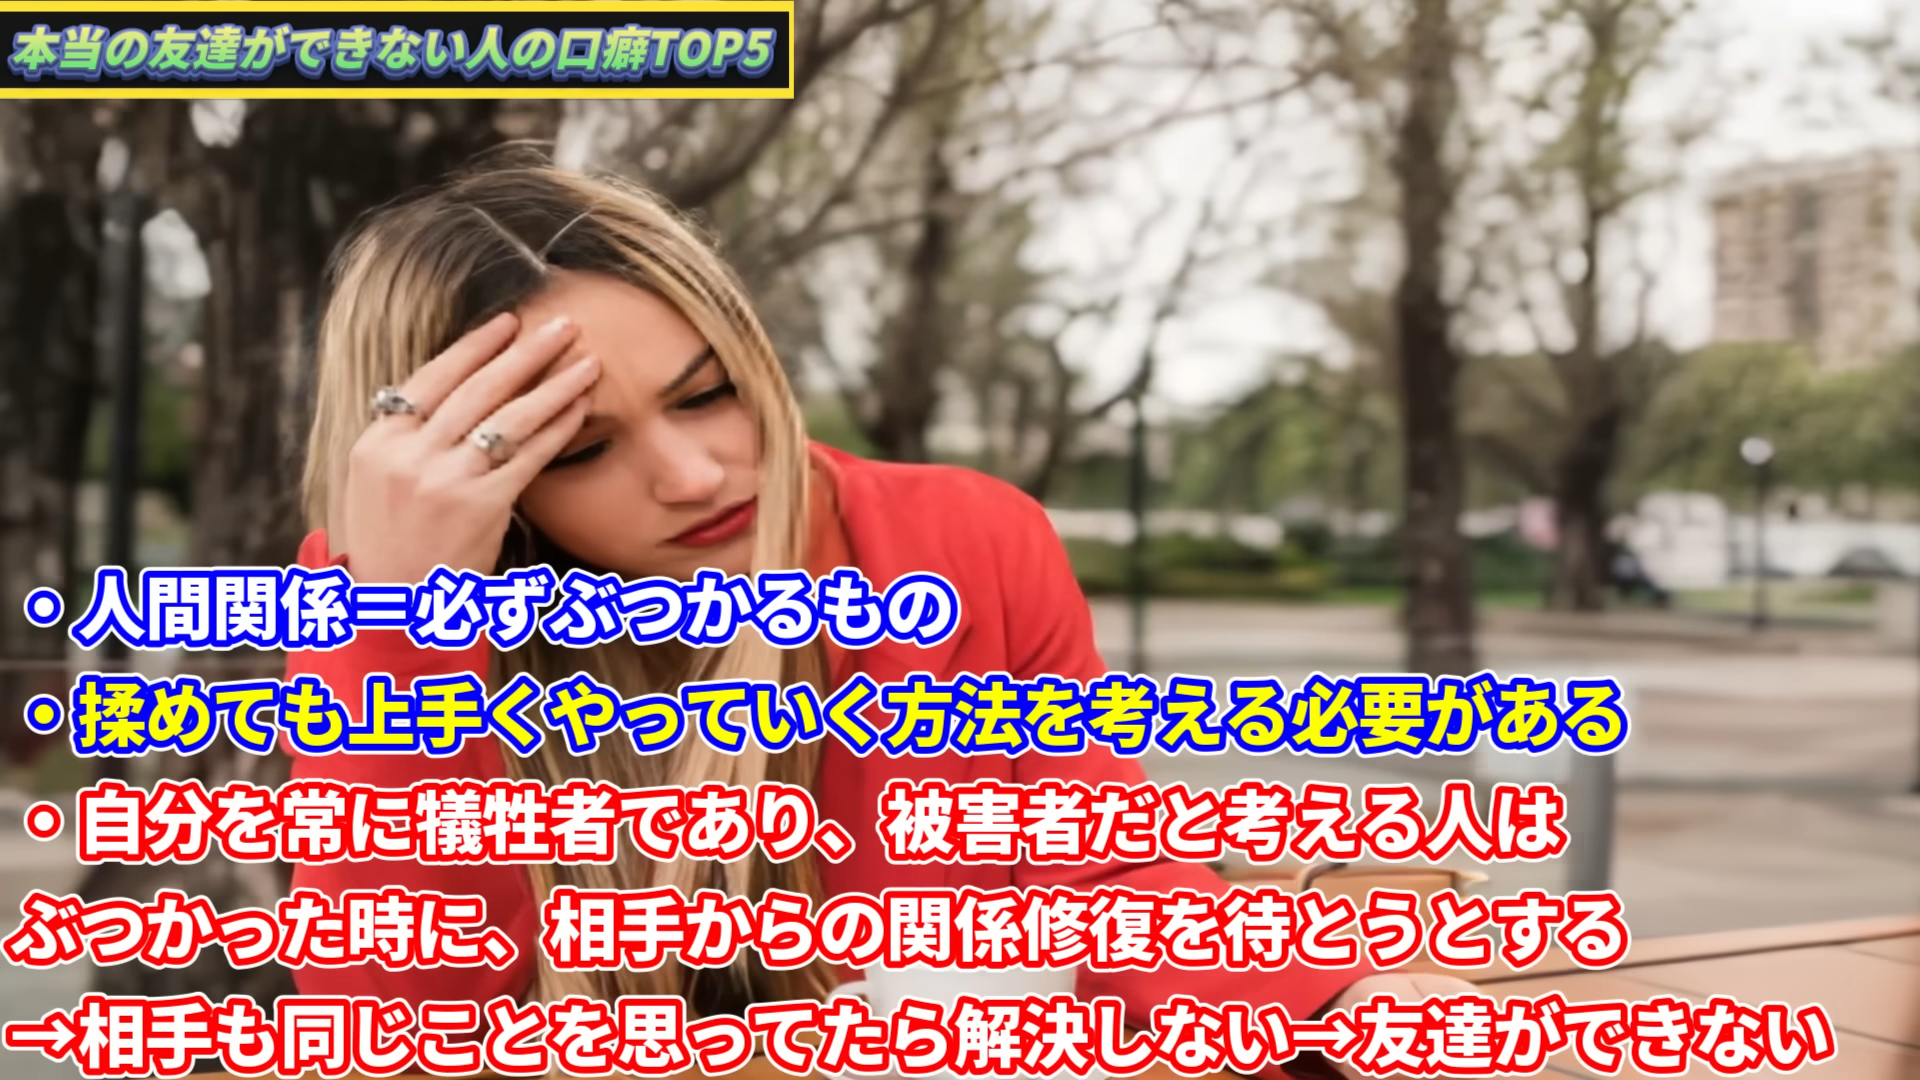 本当の友達ができない人の口癖TOP5
・人間関係＝必ずぶつかるもの
・揉めても上手くやっていく方法を考える必要がある
・自分を常に犠牲者であり、被害者だと考える人は
ぶつかった時に、相手からの関係修復を待とうとする
→相手も同じことを思ってたら解決しない→友達ができない